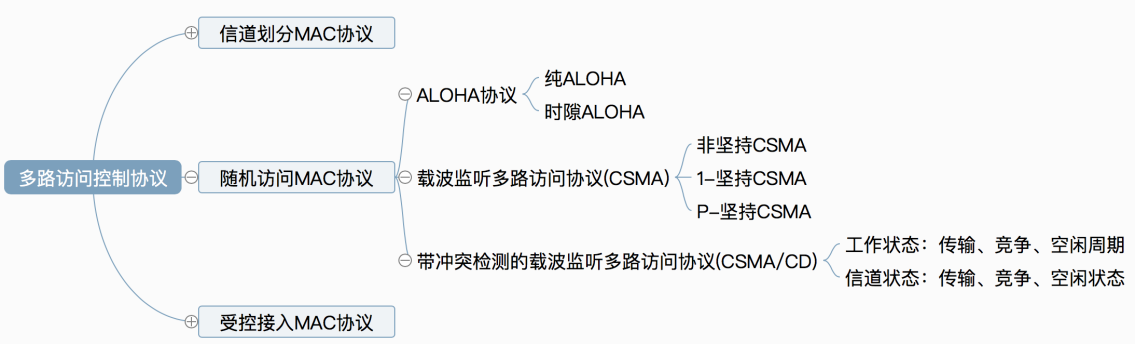 信道划分MAC协议
纯ALOHA
ALOHA协议
时隙ALOHA
非坚持CSMA
多路访问控制协议
随机访问MAC协议
载波监听多路访问协议(CSMA)
1-坚持CSMA
P-坚持CSMA
工作状态：传输、竞争、空闲周期
带冲突检测的载波监听多路访问协议(CSMA/CD)
信道状态：传输、竞争、空闲状态
受控接入MAC协议